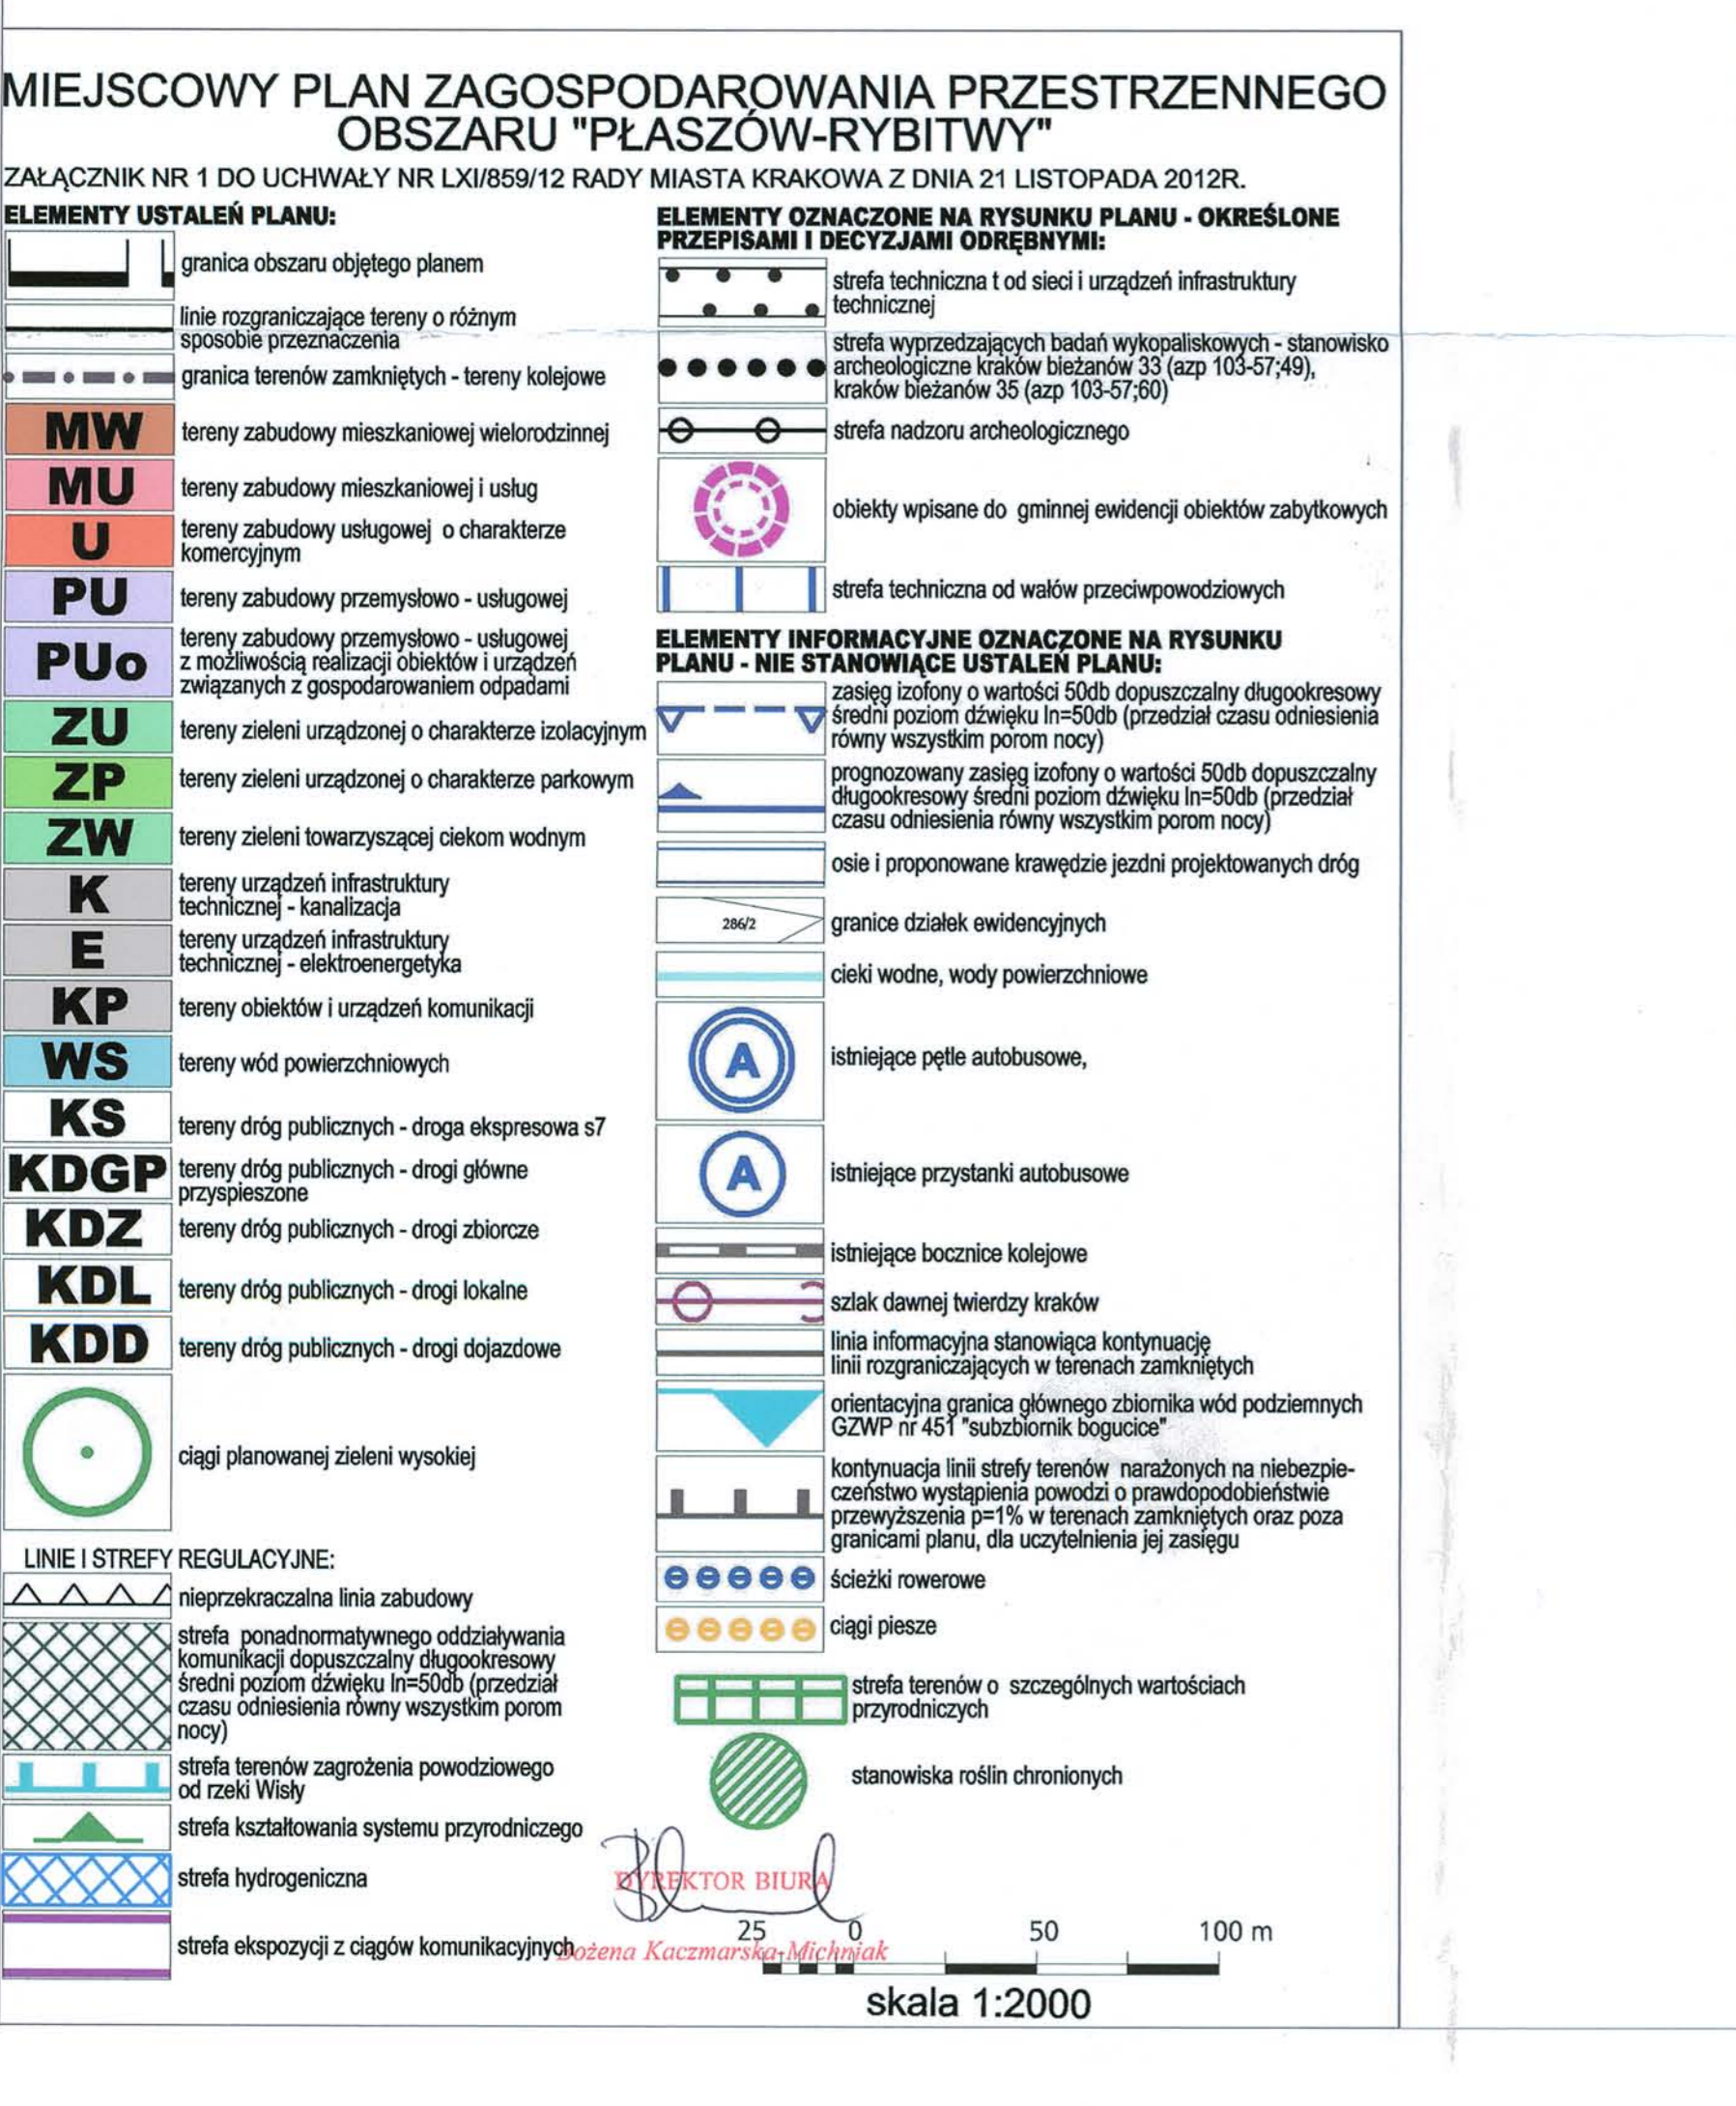 MIEJSCOWY PLAN ZAGOSPODAROWANIA PRZESTRZENNEGO
OBSZARU "PŁASZÓW-RYBITWY"
ZAŁĄCZNIK NR 1 DO UCHWAŁY NR LXI/859/12 RADY MIASTA KRAKOWA Z DNIA 21 LISTOPADA 2012R.
ELEMENTY USTALEŃ PLANU:
granica obszaru objętego planem
linie rozgraniczające tereny o różnym
sposobie przeznaczenia
granica terenów zamkniętych - tereny kolejowe
MW tereny zabudowy mieszkaniowej wielorodzinnej
MU tereny zabudowy mieszkaniowej i usług
U tereny zabudowy usługowej o charakterze
komercyjnym
PU tereny zabudowy przemysłowo - usługowej
PUo tereny zabudowy przemysłowo - usługowej
z możliwością realizacji obiektów i urządzeń
związanych z gospodarowaniem odpadami
ZU tereny zieleni urządzonej o charakterze izolacyjnym
ZP tereny zieleni urządzonej o charakterze parkowym
ZW tereny zieleni towarzyszącej ciekom wodnym
K tereny urządzeń infrastruktury
technicznej - kanalizacja
E tereny urządzeń infrastruktury
technicznej - elektroenergetyka
KP tereny obiektów i urządzeń komunikacji
WS tereny wód powierzchniowych
KS tereny dróg publicznych - droga ekspresowa s7
KDGP tereny dróg publicznych - drogi główne
przyspieszone
KDZ tereny dróg publicznych - drogi zbiorcze
KDL tereny dróg publicznych - drogi lokalne
KDD tereny dróg publicznych - drogi dojazdowe
ciągi planowanej zieleni wysokiej
LINIE I STREFY REGULACYJNE:
nieprzekraczalna linia zabudowy
strefa ponadnormatywnego oddziaływania
komunikacji dopuszczalny długookresowy
średni poziom dźwięku ln=50db (przedział
czasu odniesienia równy wszystkim porom
nocy)
strefa terenów zagrożenia powodziowego
od rzeki Wisły
strefa kształtowania systemu przyrodniczego
strefa hydrogeniczna
strefa ekspozycji z ciągów komunikacyjnych
ELEMENTY OZNACZONE NA RYSUNKU PLANU - OKREŚLONE
PRZEPISAMI I DECYZJAMI ODRĘBNYMI:
strefa techniczna t od sieci i urządzeń infrastruktury
technicznej
strefa wyprzedzających badań wykopaliskowych - stanowisko
archeologiczne kraków bieżanów 33 (azp 103-57;49),
kraków bieżanów 35 (azp 103-57;60)
strefa nadzoru archeologicznego
obiekty wpisane do gminnej ewidencji obiektów zabytkowych
strefa techniczna od wałów przeciwpowodziowych
ELEMENTY INFORMACYJNE OZNACZONE NA RYSUNKU
PLANU - NIE STANOWIĄCE USTALEŃ PLANU:
zasięg izofony o wartości 50db dopuszczalny długookresowy
średni poziom dźwięku ln=50db (przedział czasu odniesienia
równy wszystkim porom nocy)
prognozowany zasięg izofony o wartości 50db dopuszczalny
długookresowy średni poziom dźwięku ln=50db (przedział
czasu odniesienia równy wszystkim porom nocy)
osie i proponowane krawędzie jezdni projektowanych dróg
286/2 granice działek ewidencyjnych
cieki wodne, wody powierzchniowe
A istniejące pętle autobusowe,
A istniejące przystanki autobusowe
istniejące bocznice kolejowe
szlak dawnej twierdzy kraków
linia informacyjna stanowiąca kontynuację
linii rozgraniczających w terenach zamkniętych
orientacyjna granica głównego zbiornika wód podziemnych
GZWP nr 451 "subzbiornik bogucice"
kontynuacja linii strefy terenów narażonych na niebezpie-
czeństwo wystąpienia powodzi o prawdopodobieństwie
przewyższenia p=1% w terenach zamkniętych oraz poza
granicami planu, dla uczytelnienia jej zasięgu
ścieżki rowerowe
ciągi piesze
strefa terenów o szczególnych wartościach
przyrodniczych
stanowiska roślin chronionych
DYREKTOR BIURA
Bożena Kaczmarska-Michniak
25 0 50 100 m
skala 1:2000